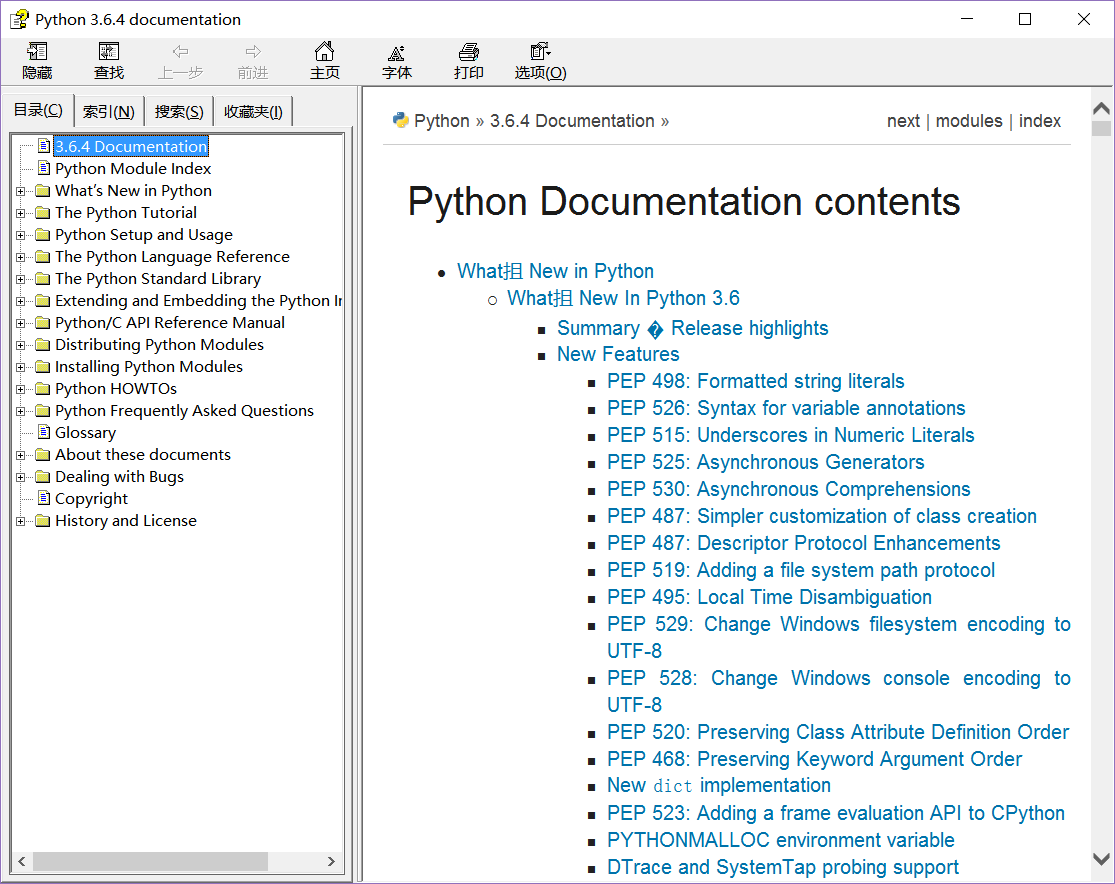 Python 3.6.4 documentation
隐藏 查找 上一步 前进 主页 字体 打印 选项(O)
目录(C) 索引(N) 搜索(S) 收藏夹(I)
3.6.4 Documentation
Python Module Index
What's New in Python
The Python Tutorial
Python Setup and Usage
The Python Language Reference
The Python Standard Library
Extending and Embedding the Python Ir
Python/C API Reference Manual
Distributing Python Modules
Installing Python Modules
Python HOWTOs
Python Frequently Asked Questions
Glossary
About these documents
Dealing with Bugs
Copyright
History and License
Python » 3.6.4 Documentation »
next | modules | index
Python Documentation contents
What担 New in Python
What担 New In Python 3.6
Summary � Release highlights
New Features
PEP 498: Formatted string literals
PEP 526: Syntax for variable annotations
PEP 515: Underscores in Numeric Literals
PEP 525: Asynchronous Generators
PEP 530: Asynchronous Comprehensions
PEP 487: Simpler customization of class creation
PEP 487: Descriptor Protocol Enhancements
PEP 519: Adding a file system path protocol
PEP 495: Local Time Disambiguation
PEP 529: Change Windows filesystem encoding to
UTF-8
PEP 528: Change Windows console encoding to
UTF-8
PEP 520: Preserving Class Attribute Definition Order
PEP 468: Preserving Keyword Argument Order
New dict implementation
PEP 523: Adding a frame evaluation API to CPython
PYTHONMALLOC environment variable
DTrace and SystemTap probing support